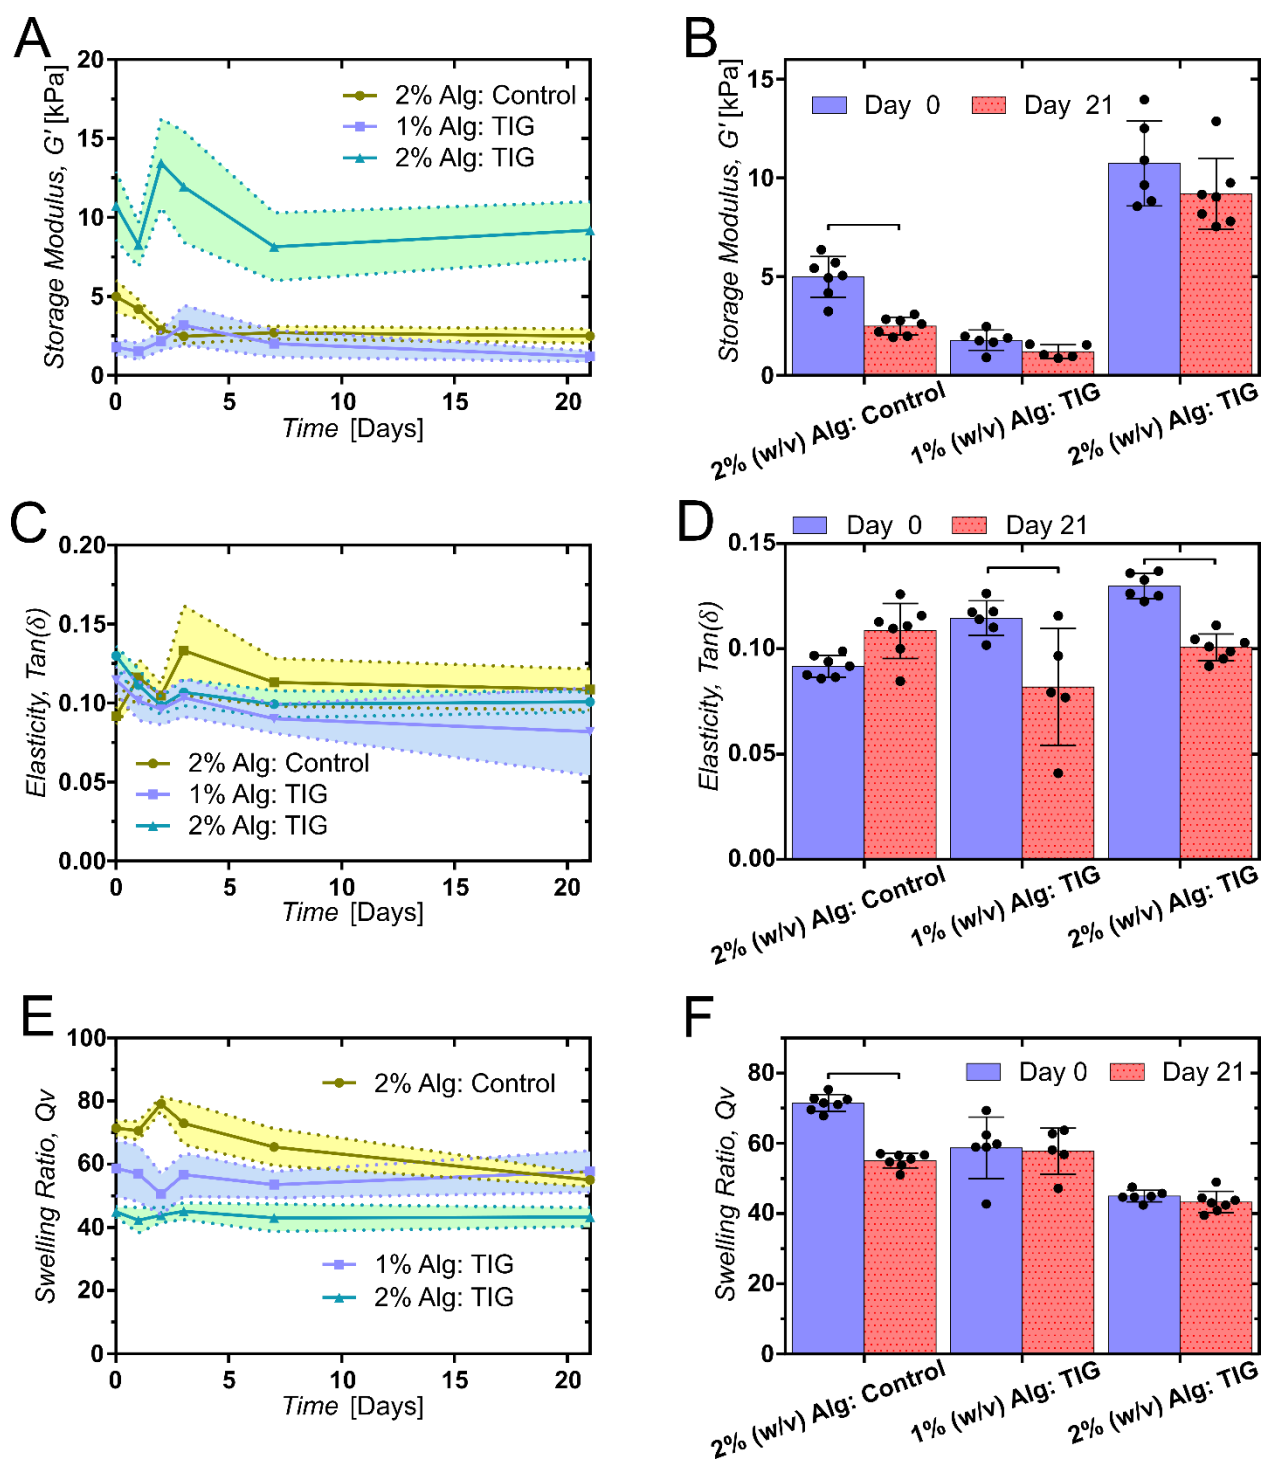 A
Storage Modulus, G' [kPa]
20
15
10
5
0
2% Alg: Control
1% Alg: TIG
2% Alg: TIG
0 5 10 15 20
Time [Days]
B
Storage Modulus, G' [kPa]
15
10
5
0
Day 0 Day 21
2% (w/v) Alg: Control
1% (w/v) Alg: TIG
2% (w/v) Alg: TIG
C
Elasticity, Tan(δ)
0.20
0.15
0.10
0.05
0.00
2% Alg: Control
1% Alg: TIG
2% Alg: TIG
0 5 10 15 20
Time [Days]
D
Elasticity, Tan(δ)
Day 0 Day 21
0.15
0.10
0.05
0.00
2% (w/v) Alg: Control
1% (w/v) Alg: TIG
2% (w/v) Alg: TIG
E
Swelling Ratio, Qv
100
80
60
40
20
0
2% Alg: Control
1% Alg: TIG
2% Alg: TIG
0 5 10 15 20
Time [Days]
F
Swelling Ratio, Qv
80
60
40
20
0
Day 0 Day 21
2% (w/v) Alg: Control
1% (w/v) Alg: TIG
2% (w/v) Alg: TIG